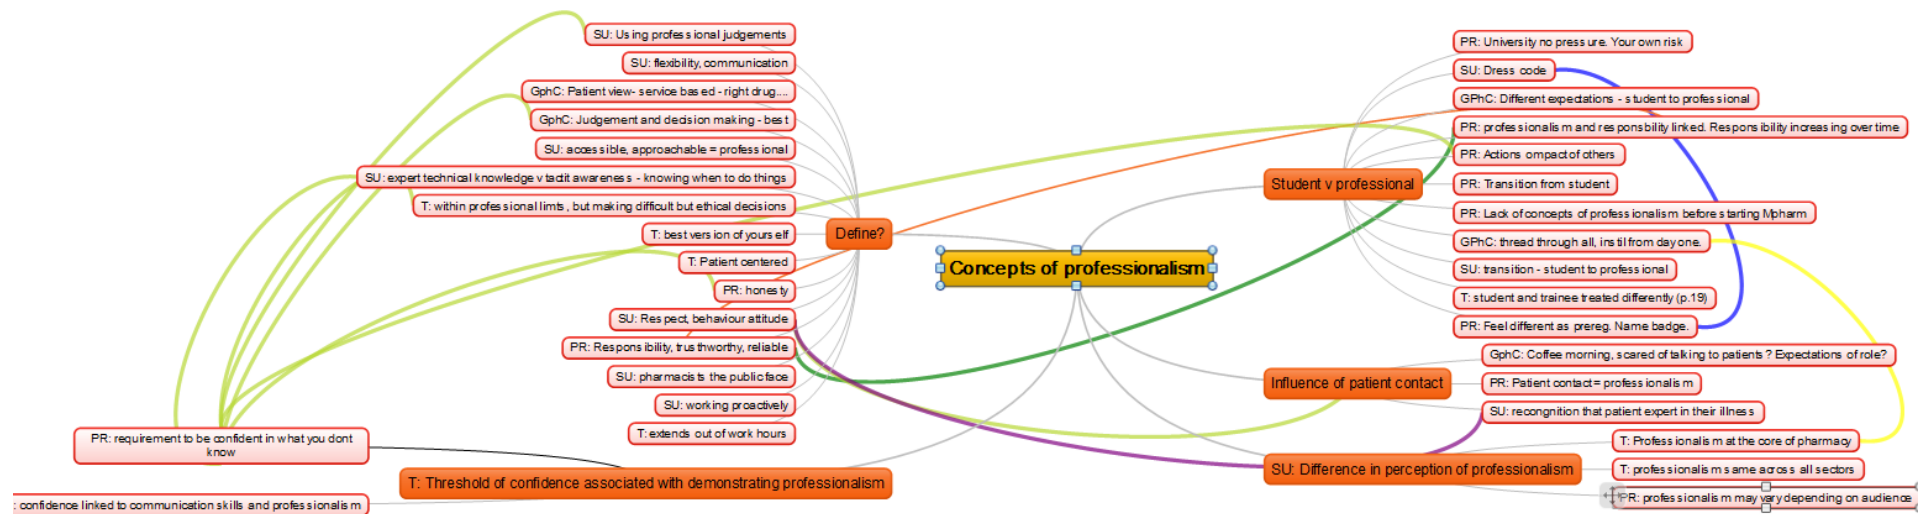 SU: Using professional judgements
SU: flexibility, communication
GphC: Patient view- service based - right drug....
GphC: Judgement and decision making - best
SU: accessible, approachable = professional
SU: expert technical knowledge v tactit awareness - knowing when to do things
T: within professional limts, but making difficult but ethical decisions
T: best version of yourself
T: Patient centered
PR: honesty
SU: Respect, behaviour attitude
PR: Responsibility, trusthworthy, reliable
SU: pharmacists the public face
SU: working proactively
T: extends out of work hours
Define?
PR: requirement to be confident in what you dont
know
: confidence linked to communication skills and professionalism
T: Threshold of confidence associated with demonstrating professionalism
Concepts of professionalism
Student v professional
PR: University no pressure. Your own risk
SU: Dress code
GPhC: Different expectations - student to professional
PR: professionalism and responsbility linked. Responsibility increasing over time
PR: Actions ompact of others
PR: Transition from student
PR: Lack of concepts of professionalism before starting Mpharm
GPhC: thread through all, instil from day one.
SU: transition - student to professional
T: student and trainee treated differently (p.19)
PR: Feel different as prereg. Name badge.
Influence of patient contact
GphC: Coffee morning, scared of talking to patients? Expectations of role?
PR: Patient contact = professionalism
SU: recongnition that patient expert in their illness
SU: Difference in perception of professionalism
T: Professionalism at the core of pharmacy
T: professionalism same across all sectors
PR: professionalism may vary depending on audience